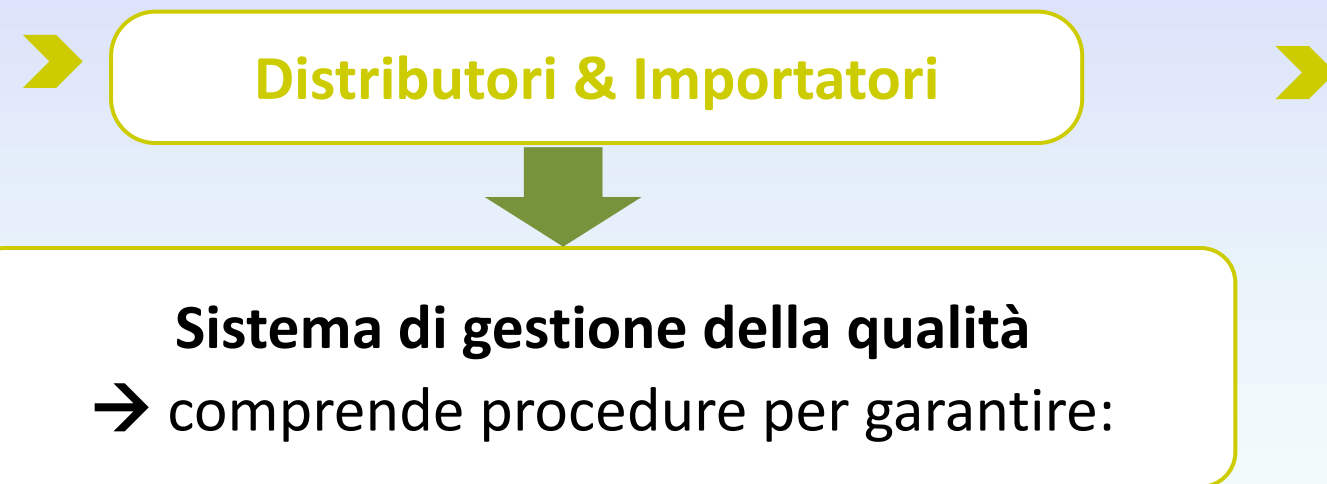 Distributori & Importatori
Sistema di gestione della qualità
→ comprende procedure per garantire: